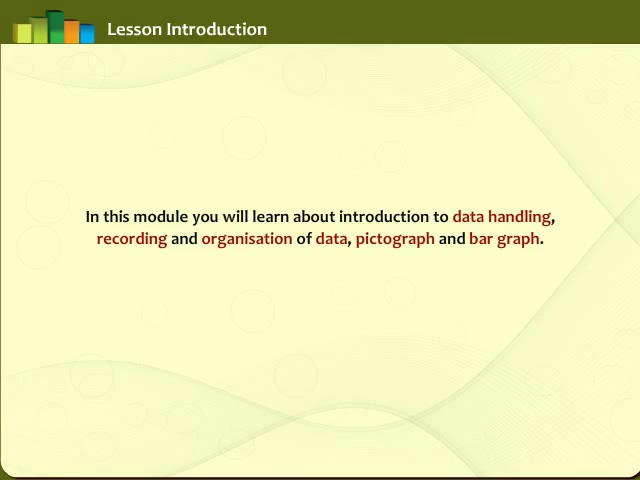 Lesson Introduction
In this module you will learn about introduction to data handling,
recording and organisation of data, pictograph and bar graph.